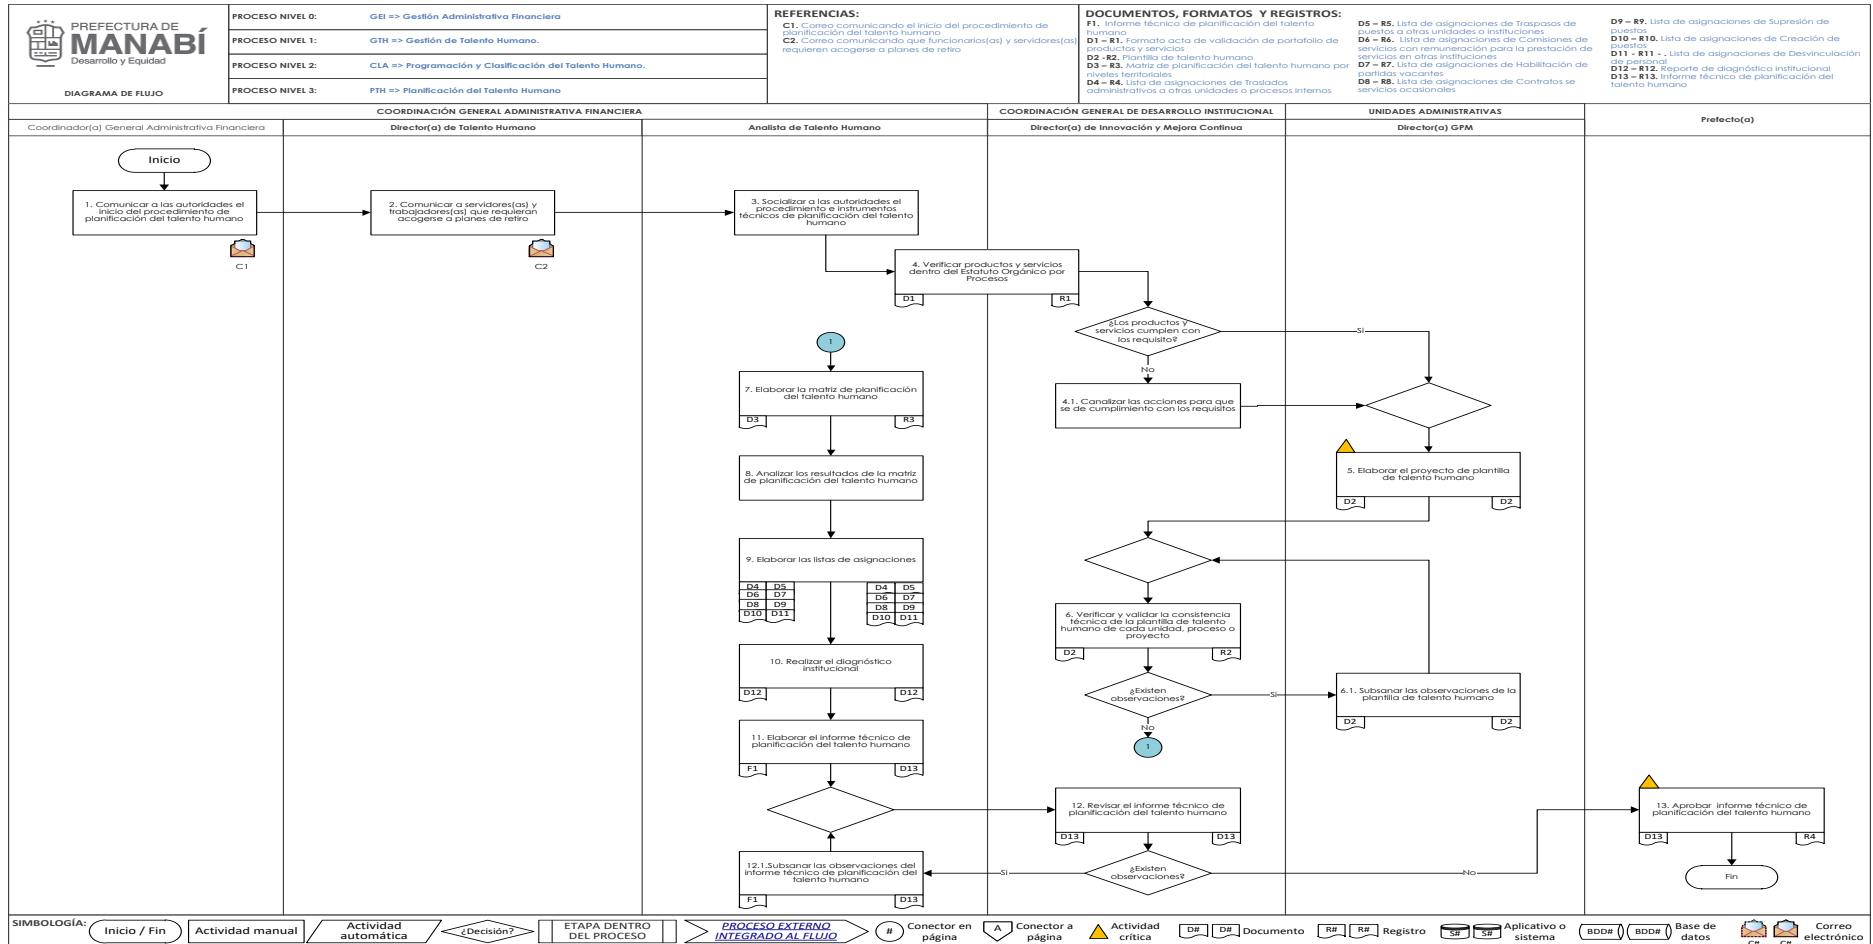 PREFECTURA DE
MANABÍ
Desarrollo y Equidad
DIAGRAMA DE FLUJO
PROCESO NIVEL 0: GEI => Gestión Administrativa Financiera
PROCESO NIVEL 1: GTH => Gestión de Talento Humano.
PROCESO NIVEL 2: CLA => Programación y Clasificación del Talento Humano.
PROCESO NIVEL 3: PTH => Planificación del Talento Humano
REFERENCIAS:
C1. Correo comunicando el inicio del procedimiento de
planificación del talento humano
C2. Correo comunicando que funcionarios(as) y servidores(as)
requieren acogerse a planes de retiro
DOCUMENTOS, FORMATOS Y REGISTROS:
F1. Informe técnico de planificación del talento
humano
D1 – R1. Formato acta de validación de portafolio de
productos y servicios
D2 -R2. Plantilla de talento humano
D3 – R3. Matriz de planificación del talento humano por
niveles territoriales
D4 – R4. Lista de asignaciones de Traslados
administrativos a otras unidades o procesos internos
D5 – R5. Lista de asignaciones de Traspasos de
puestos a otras unidades o instituciones
D6 – R6. Lista de asignaciones de Comisiones de
servicios con remuneración para la prestación de
servicios en otras instituciones
D7 – R7. Lista de asignaciones de Habilitación de
partidas vacantes
D8 – R8. Lista de asignaciones de Contratos se
servicios ocasionales
D9 – R9. Lista de asignaciones de Supresión de
puestos
D10 – R10. Lista de asignaciones de Creación de
puestos
D11 - R11 - . Lista de asignaciones de Desvinculación
de personal
D12 – R12. Reporte de diagnóstico institucional
D13 – R13. Informe técnico de planificación del
talento humano
COORDINACIÓN GENERAL ADMINISTRATIVA FINANCIERA
COORDINACIÓN GENERAL DE DESARROLLO INSTITUCIONAL
UNIDADES ADMINISTRATIVAS
Prefecto(a)
Coordinador(a) General Administrativa Financiera
Director(a) de Talento Humano
Analista de Talento Humano
Director(a) de Innovación y Mejora Continua
Director(a) GPM
Inicio
1. Comunicar a las autoridades el
inicio del procedimiento de
planificación del talento humano
C1
2. Comunicar a servidores(as) y
trabajadores(as) que requieran
acogerse a planes de retiro
C2
3. Socializar a las autoridades el
procedimiento e instrumentos
técnicos de planificación del talento
humano
4. Verificar productos y servicios
dentro del Estatuto Orgánico por
Procesos
D1 R1
¿Los productos y
servicios cumplen con
los requisito?
Si
No
4.1. Canalizar las acciones para que
se de cumplimiento con los requisitos
5. Elaborar el proyecto de plantilla
de talento humano
D2 D2
6. Verificar y validar la consistencia
técnica de la plantilla de talento
humano de cada unidad, proceso o
proyecto
D2 R2
¿Existen
observaciones?
Si
No
1
6.1. Subsanar las observaciones de la
plantilla de talento humano
D2 D2
1
7. Elaborar la matriz de planificación
del talento humano
D3 R3
8. Analizar los resultados de la matriz
de planificación del talento humano
9. Elaborar las listas de asignaciones
D4 D5 D4 D5
D6 D7 D6 D7
D8 D9 D8 D9
D10 D11 D10 D11
10. Realizar el diagnóstico
institucional
D12 D12
11. Elaborar el informe técnico de
planificación del talento humano
F1 D13
12. Revisar el informe técnico de
planificación del talento humano
D13 D13
¿Existen
observaciones?
Si
No
12.1.Subsanar las observaciones del
informe técnico de planificación del
talento humano
F1 D13
13. Aprobar informe técnico de
planificación del talento humano
D13 R4
Fin
SIMBOLOGÍA:
Inicio / Fin
Actividad manual
Actividad
automática
¿Decisión?
ETAPA DENTRO
DEL PROCESO
PROCESO EXTERNO
INTEGRADO AL FLUJO
# Conector en
página
A Conector a
página
Actividad
crítica
D# D# Documento
R# R# Registro
S# S# Aplicativo o
sistema
BDD# BDD# Base de
datos
C# C# Correo
electrónico